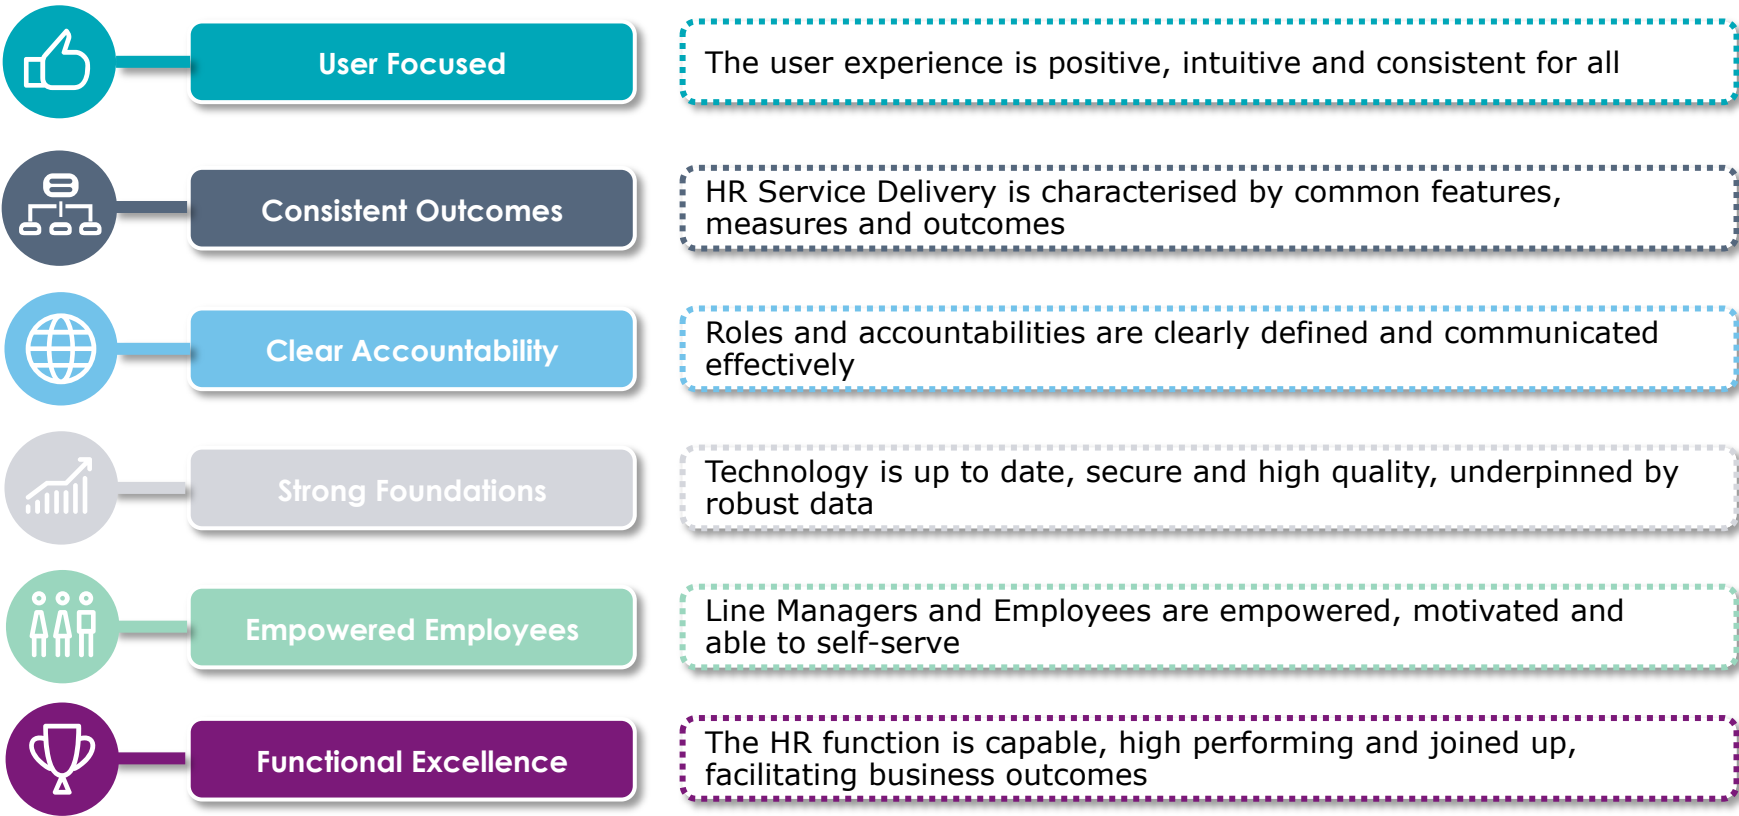 User Focused
The user experience is positive, intuitive and consistent for all
Consistent Outcomes
HR Service Delivery is characterised by common features,
measures and outcomes
Clear Accountability
Roles and accountabilities are clearly defined and communicated
effectively
Strong Foundations
Technology is up to date, secure and high quality, underpinned by
robust data
Empowered Employees
Line Managers and Employees are empowered, motivated and
able to self-serve
Functional Excellence
The HR function is capable, high performing and joined up,
facilitating business outcomes